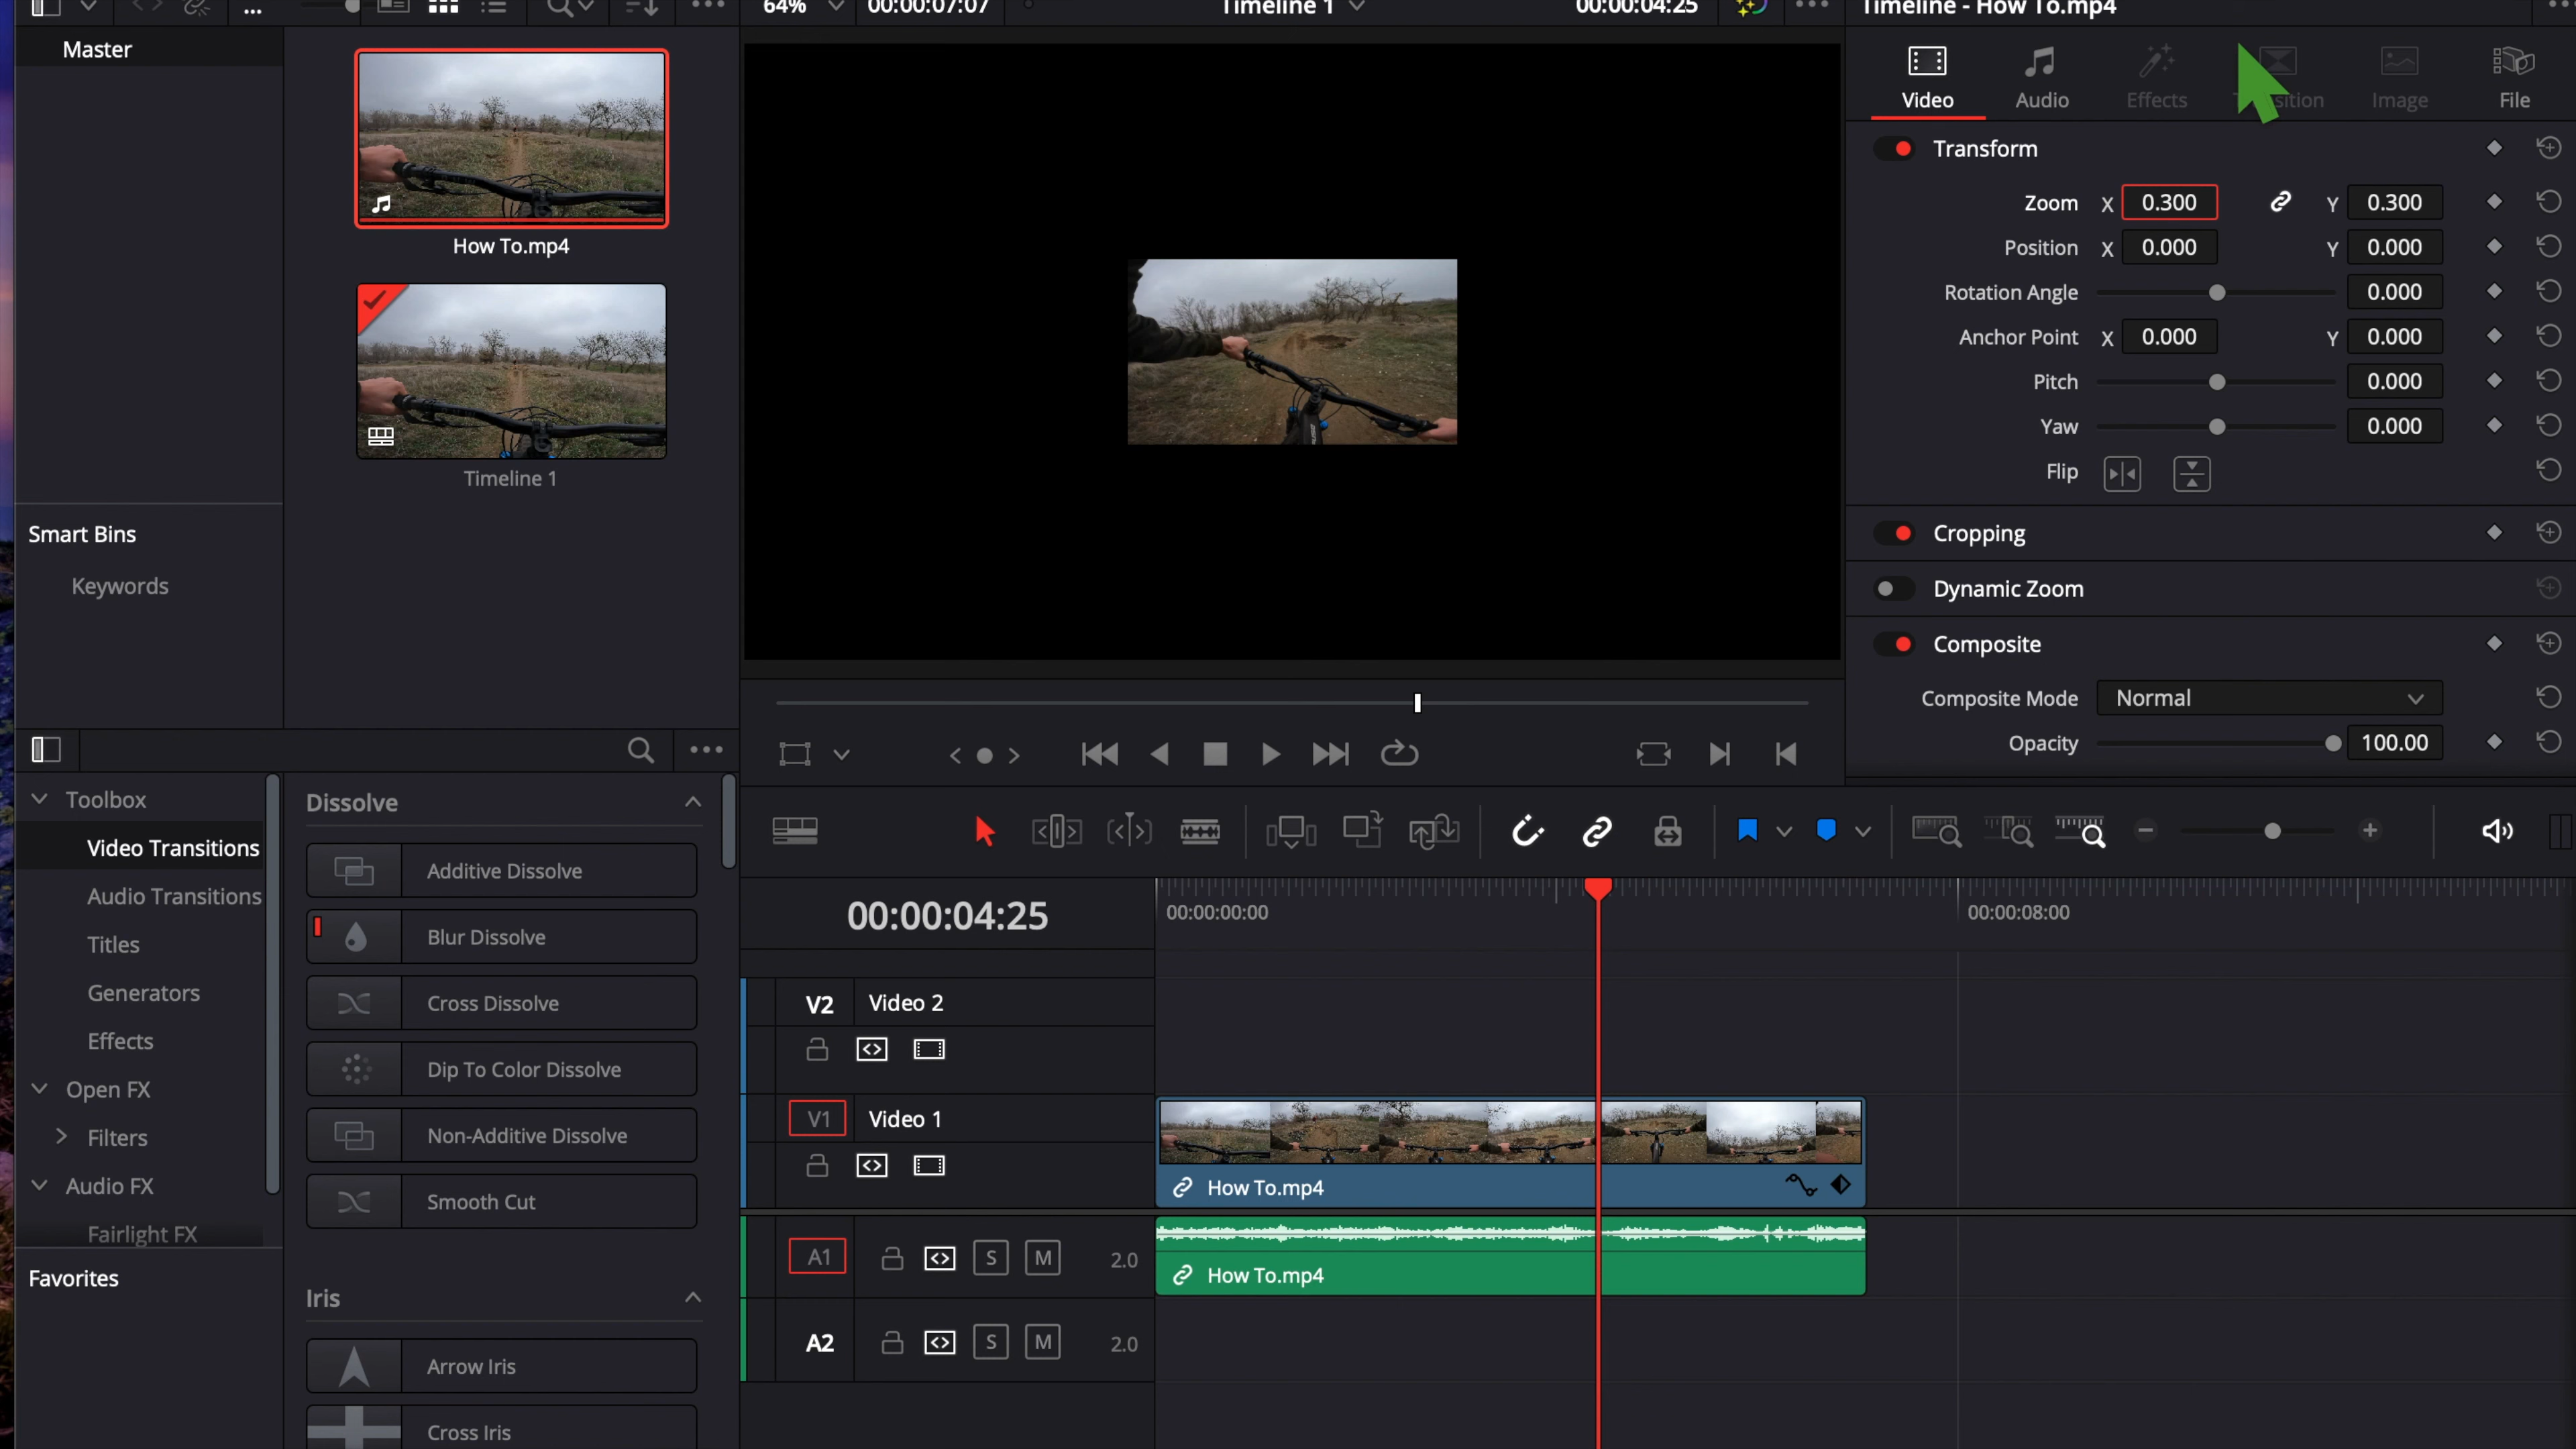 64% 00:00:07:07 Timeline 1 00:00:04:25 Timeline - How To.mp4
Master
How To.mp4
Timeline 1
Smart Bins
Keywords
Video Audio Effects Image File
Transform
Zoom X 0.300 Y 0.300
Position X 0.000 Y 0.000
Rotation Angle 0.000
Anchor Point X 0.000 Y 0.000
Pitch 0.000
Yaw 0.000
Flip
Cropping
Dynamic Zoom
Composite
Composite Mode Normal
Opacity 100.00
Toolbox
Video Transitions
Audio Transitions
Titles
Generators
Effects
Open FX
Filters
Audio FX
Fairlight FX
Favorites
Dissolve
Additive Dissolve
Blur Dissolve
Cross Dissolve
Dip To Color Dissolve
Non-Additive Dissolve
Smooth Cut
Iris
Arrow Iris
Cross Iris
00:00:04:25 00:00:00:00 00:00:08:00
V2 Video 2
V1 Video 1
How To.mp4
A1 S M 2.0
How To.mp4
A2 S M 2.0